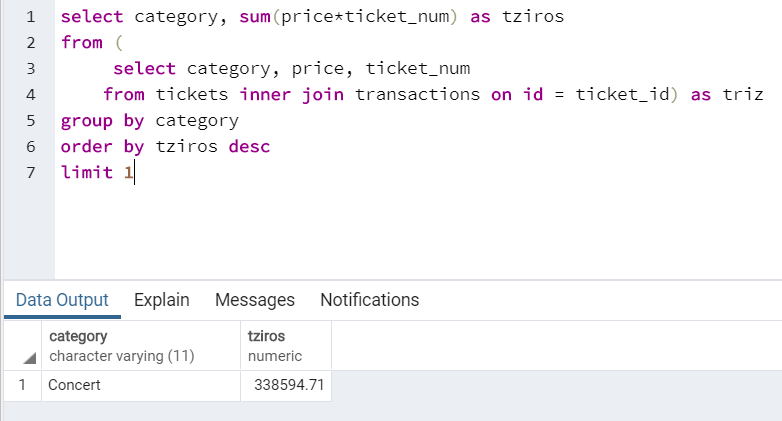 1 select category, sum(price*ticket_num) as tziros
2 from (
3 select category, price, ticket_num
4 from tickets inner join transactions on id = ticket_id) as triz
5 group by category
6 order by tziros desc
7 limit 1
Data Output Explain Messages Notifications
category tziros
character varying (11) numeric
1 Concert 338594.71